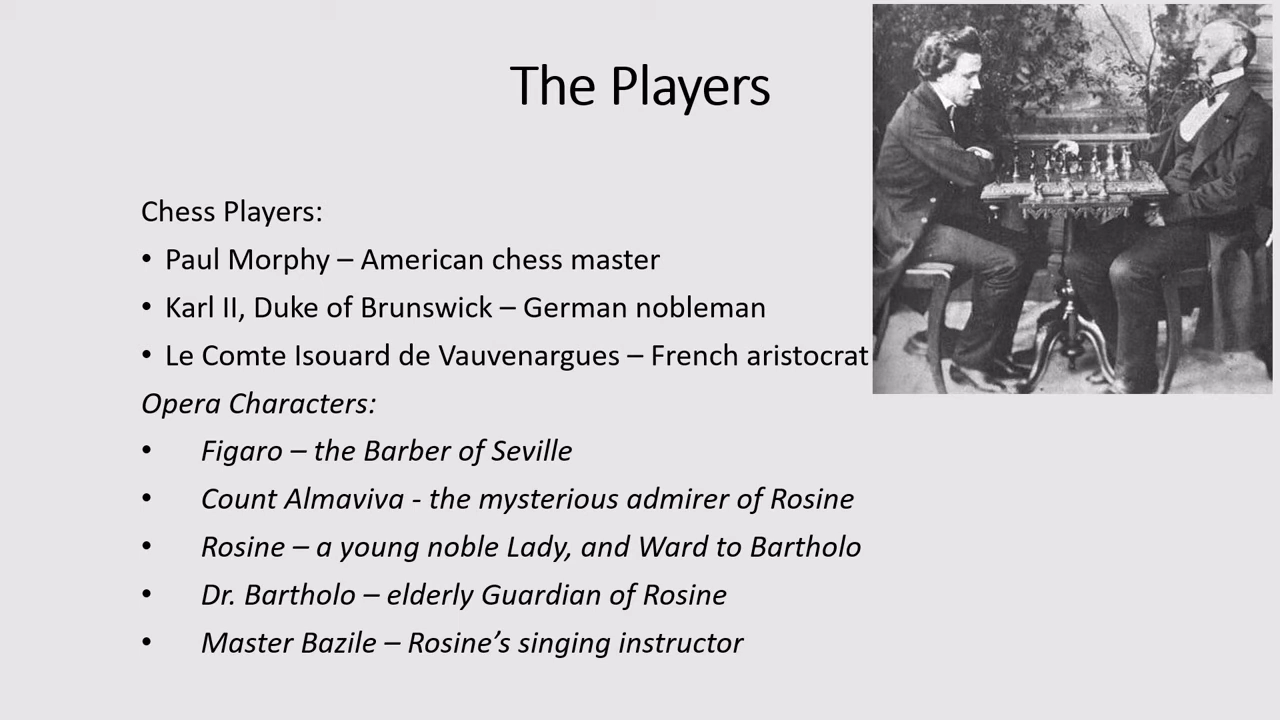 The Players
Chess Players:
• Paul Morphy – American chess master
• Karl II, Duke of Brunswick – German nobleman
• Le Comte Isouard de Vauvenargues – French aristocrat
Opera Characters:
• Figaro – the Barber of Seville
• Count Almaviva - the mysterious admirer of Rosine
• Rosine – a young noble Lady, and Ward to Bartholo
• Dr. Bartholo – elderly Guardian of Rosine
• Master Bazile – Rosine’s singing instructor